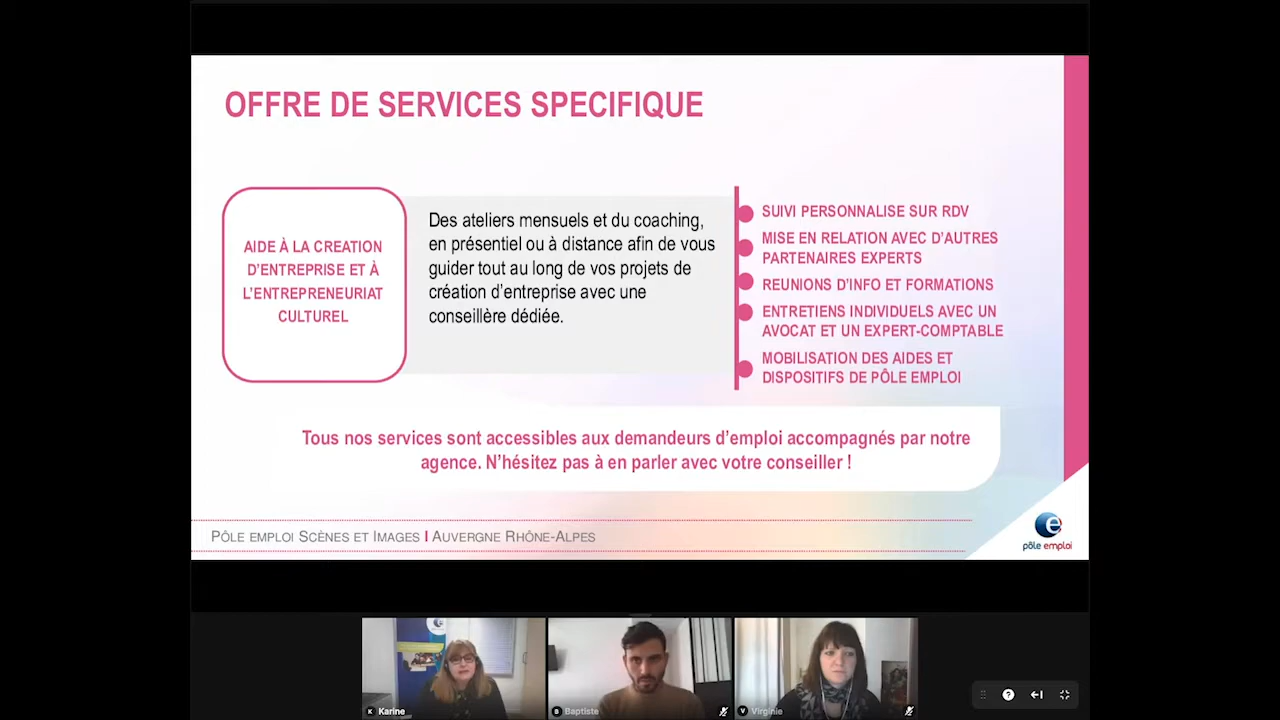 OFFRE DE SERVICES SPECIFIQUE
AIDE À LA CREATION
D'ENTREPRISE ET À
L'ENTREPRENEURIAT
CULTUREL
Des ateliers mensuels et du coaching,
en présentiel ou à distance afin de vous
guider tout au long de vos projets de
création d'entreprise avec une
conseillère dédiée.
SUIVI PERSONNALISE SUR RDV
MISE EN RELATION AVEC D'AUTRES
PARTENAIRES EXPERTS
REUNIONS D'INFO ET FORMATIONS
ENTRETIENS INDIVIDUELS AVEC UN
AVOCAT ET UN EXPERT-COMPTABLE
MOBILISATION DES AIDES ET
DISPOSITIFS DE PÔLE EMPLOI
Tous nos services sont accessibles aux demandeurs d'emploi accompagnés par notre
agence. N'hésitez pas à en parler avec votre conseiller !
PÔLE EMPLOI SCÈNES ET IMAGES I AUVERGNE RHÔNE-ALPES
pôle emploi
K Karine
B Baptiste
V Virginie